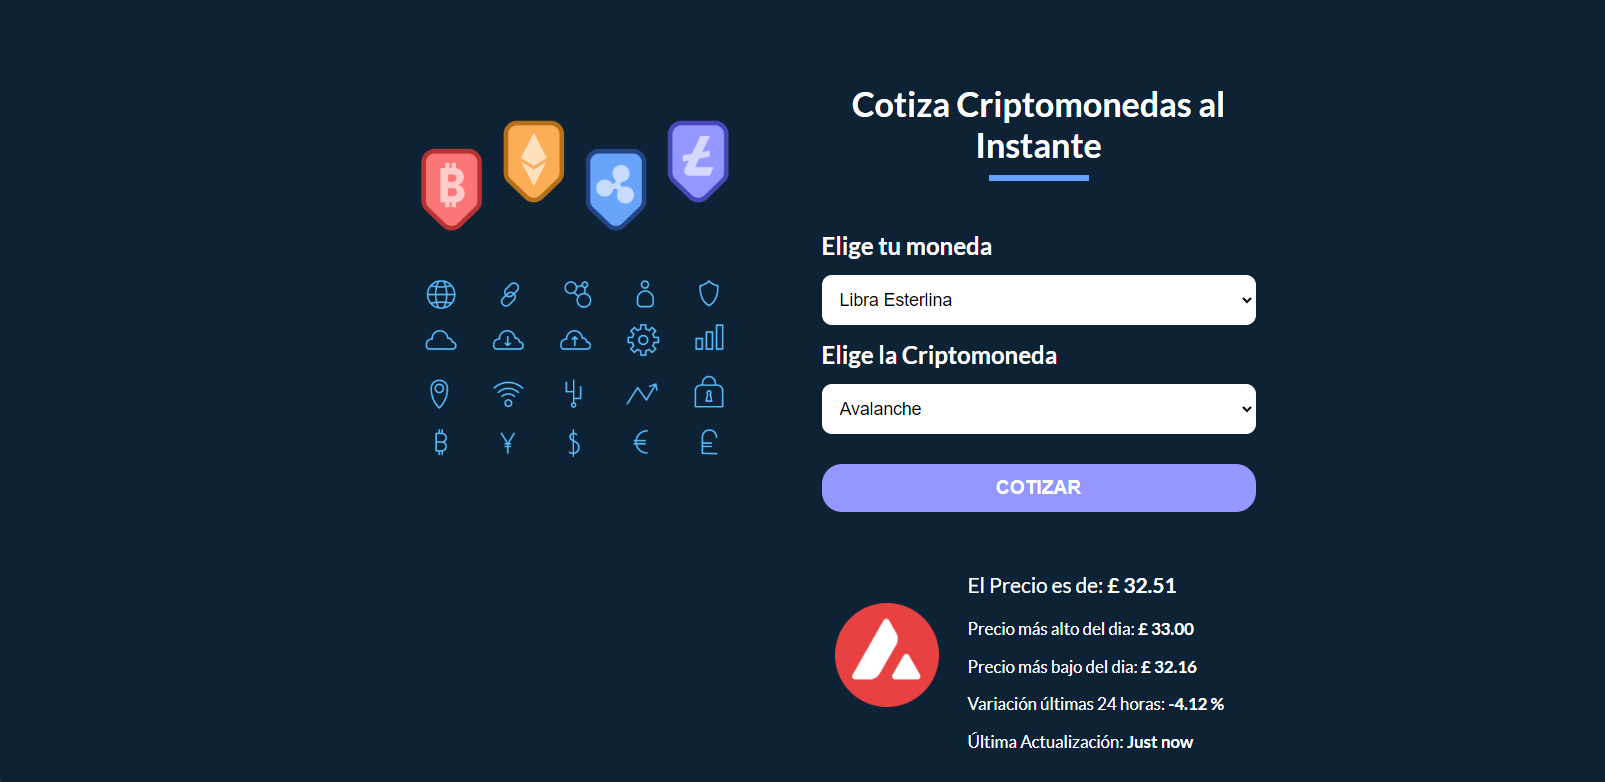 Cotiza Criptomonedas al
Instante
Elige tu moneda
Libra Esterlina
Elige la Criptomoneda
Avalanche
COTIZAR
El Precio es de: £ 32.51
Precio más alto del dia: £ 33.00
Precio más bajo del dia: £ 32.16
Variación últimas 24 horas: -4.12 %
Última Actualización: Just now